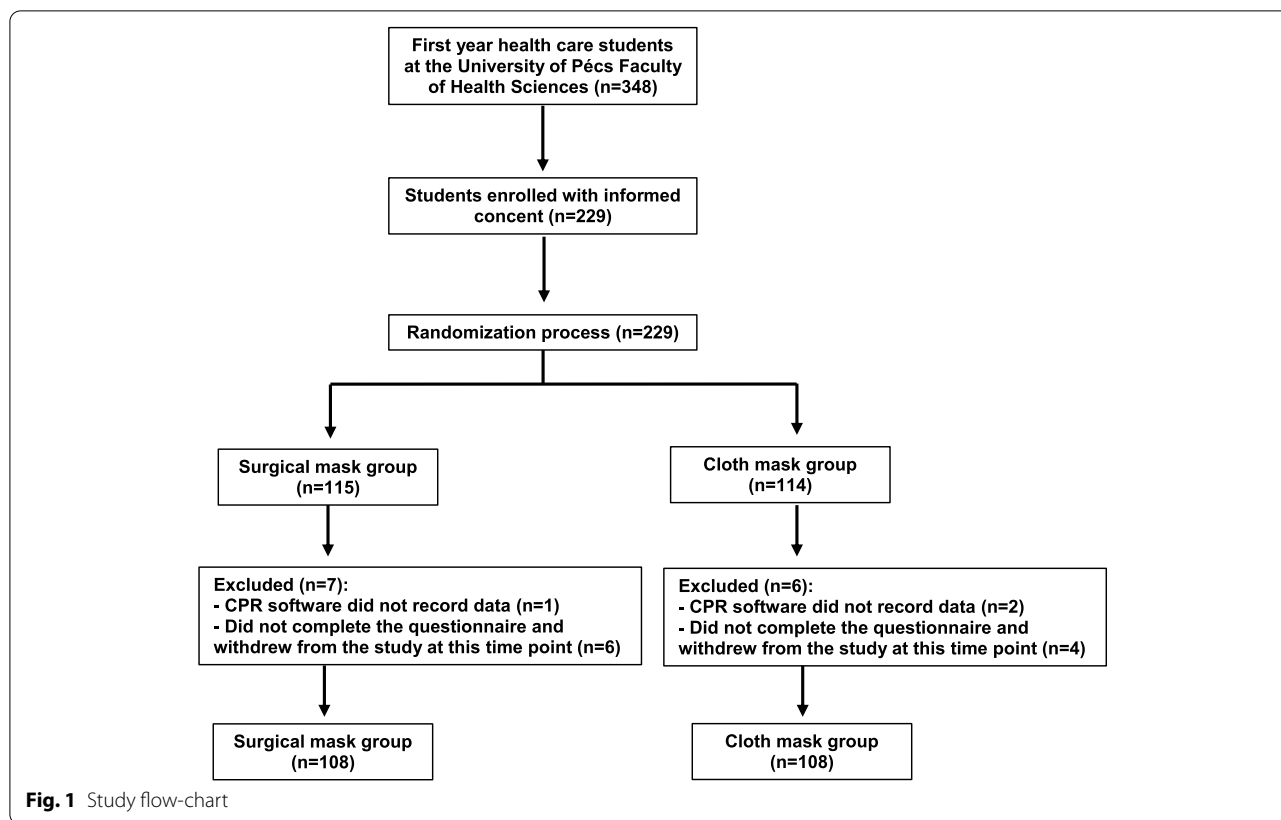 First year health care students
at the University of Pécs Faculty
of Health Sciences (n=348)
Students enrolled with informed
concent (n=229)
Randomization process (n=229)
Surgical mask group
(n=115)
Cloth mask group
(n=114)
Excluded (n=7):
- CPR software did not record data (n=1)
- Did not complete the questionnaire and
withdrew from the study at this time point (n=6)
Excluded (n=6):
- CPR software did not record data (n=2)
- Did not complete the questionnaire and
withdrew from the study at this time point (n=4)
Surgical mask group
(n=108)
Cloth mask group
(n=108)
Fig. 1 Study flow-chart